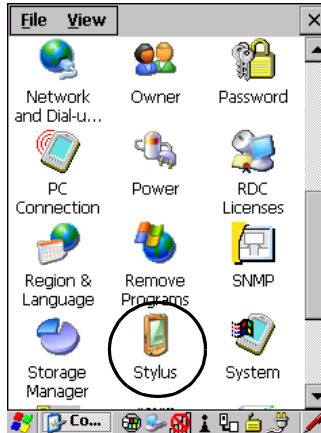 File View
Network Owner Password
and Dial-u...
PC Power RDC
Connection Licenses
Region & Remove SNMP
Language Programs
Storage Stylus System
Manager
Co...